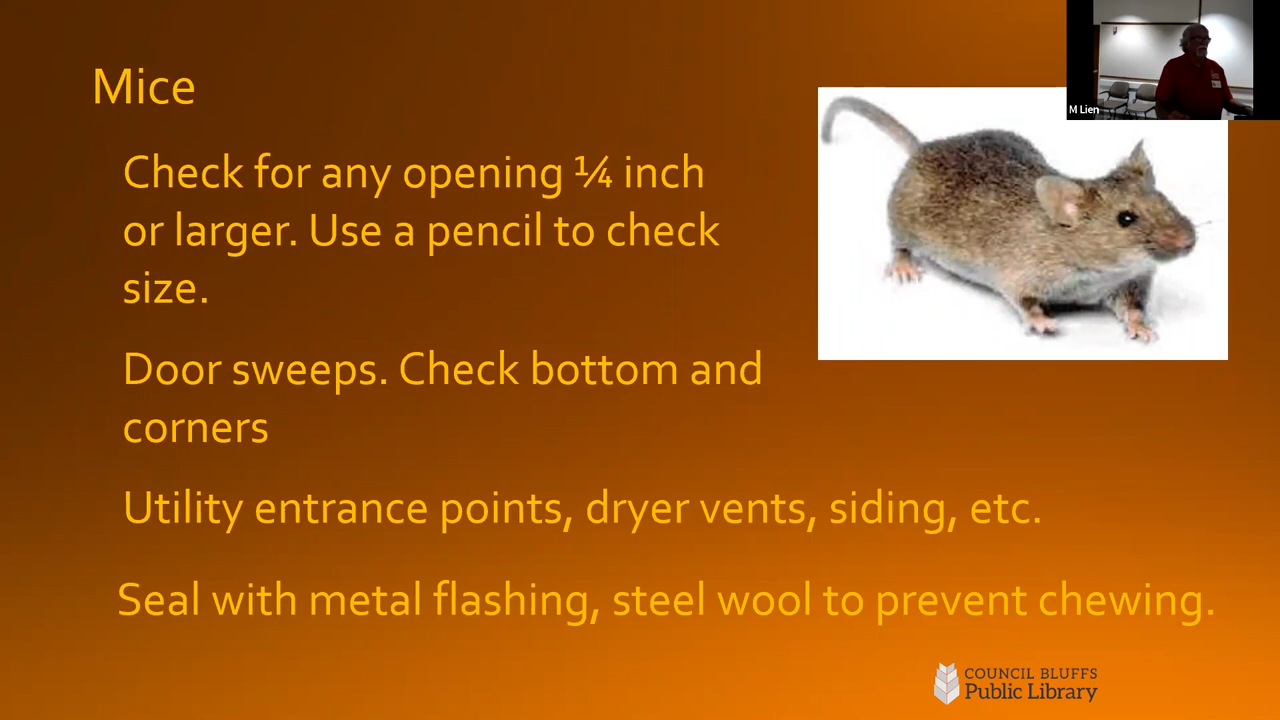 M Lien
Mice
Check for any opening ¼ inch
or larger. Use a pencil to check
size.
Door sweeps. Check bottom and
corners
Utility entrance points, dryer vents, siding, etc.
Seal with metal flashing, steel wool to prevent chewing.
COUNCIL BLUFFS
Public Library